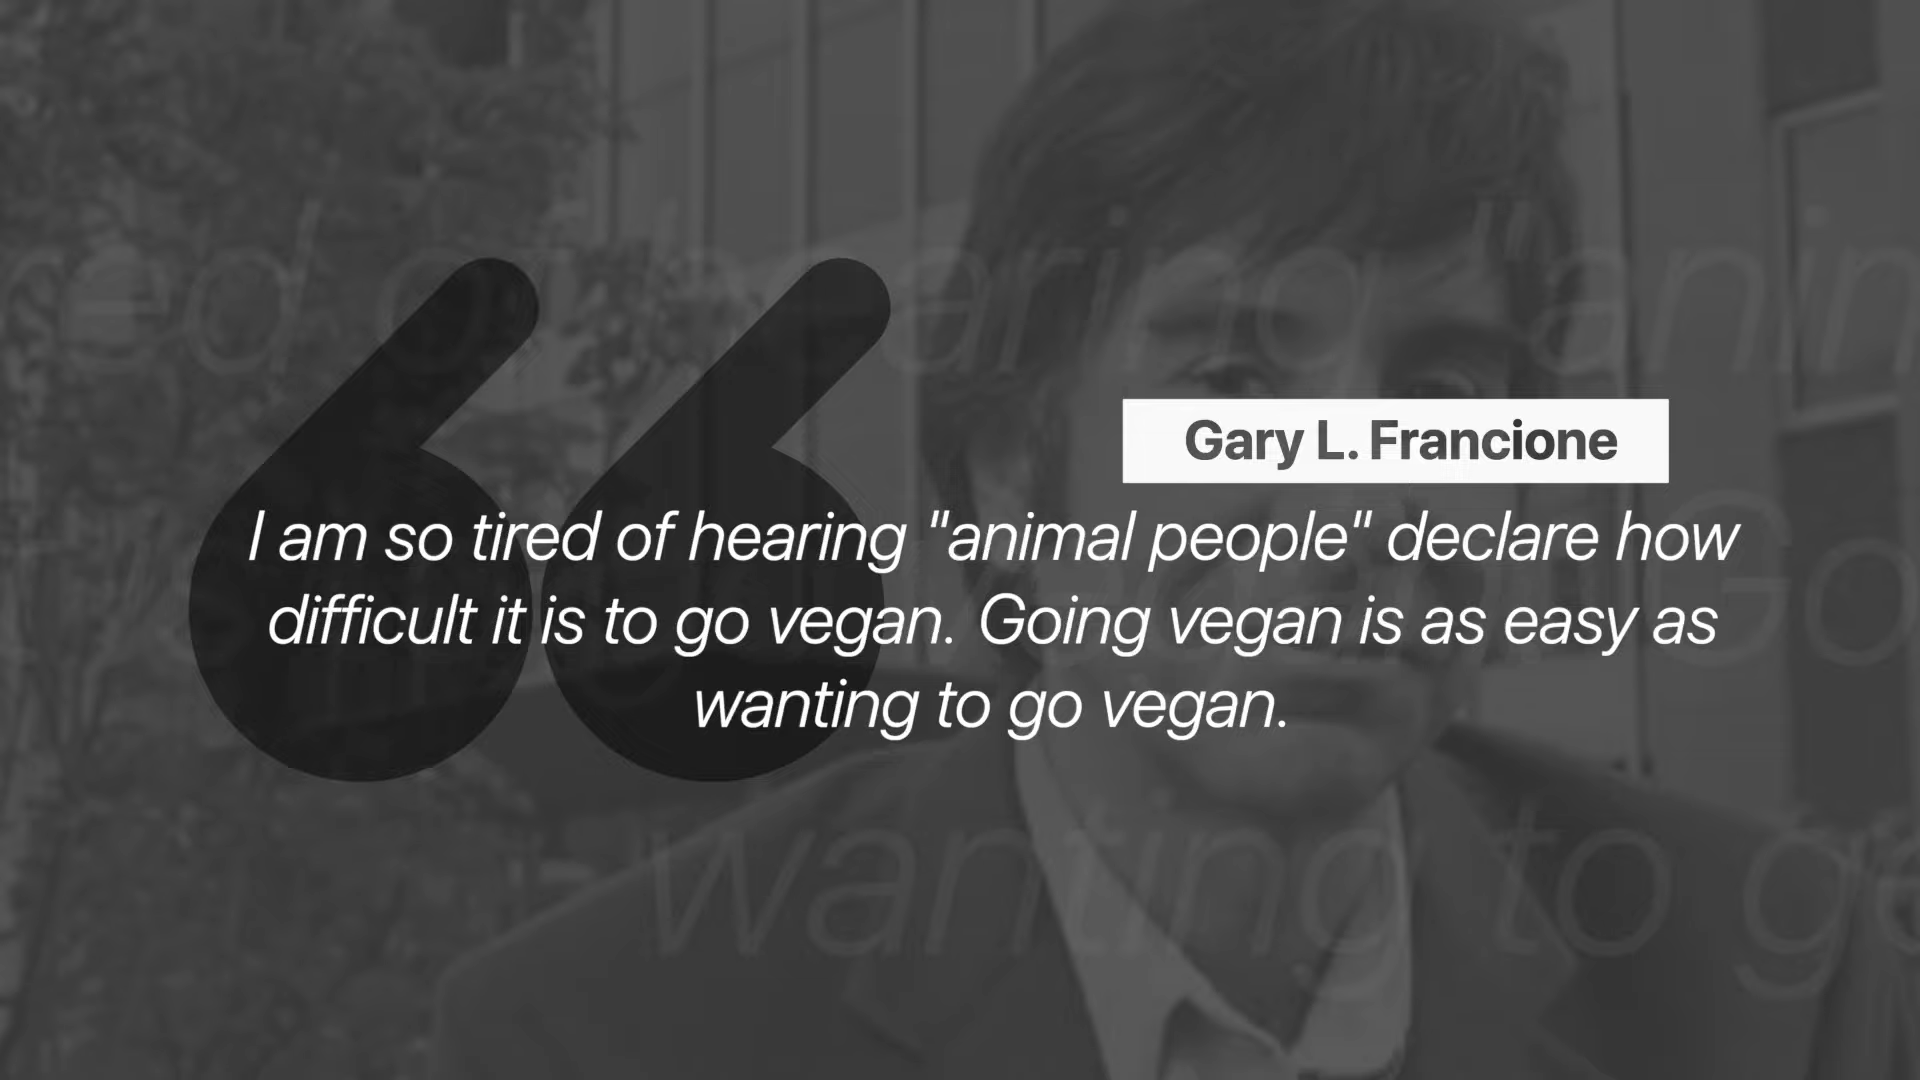 Gary L. Francione
I am so tired of hearing "animal people" declare how
difficult it is to go vegan. Going vegan is as easy as
wanting to go vegan.